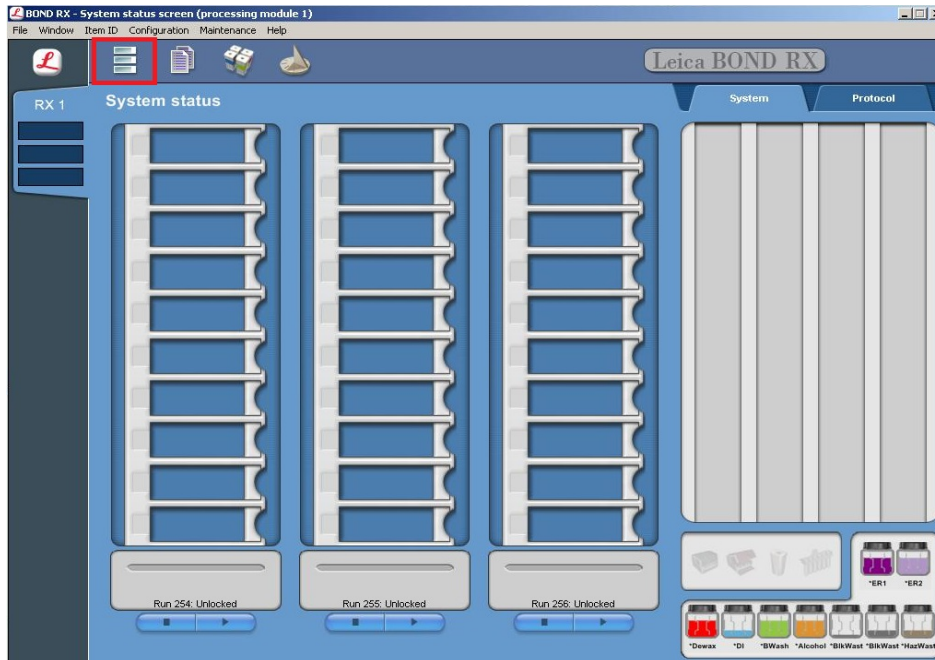 BOND RX - System status screen (processing module 1)
File Window Item ID Configuration Maintenance Help
Leica BOND RX
RX 1
System status
System
Protocol
Run 254: Unlocked
Run 255: Unlocked
Run 256: Unlocked
*ER1 *ER2
*Dewax *DI *BWash *Alcohol *BlkWast *BlkWast *HazWast